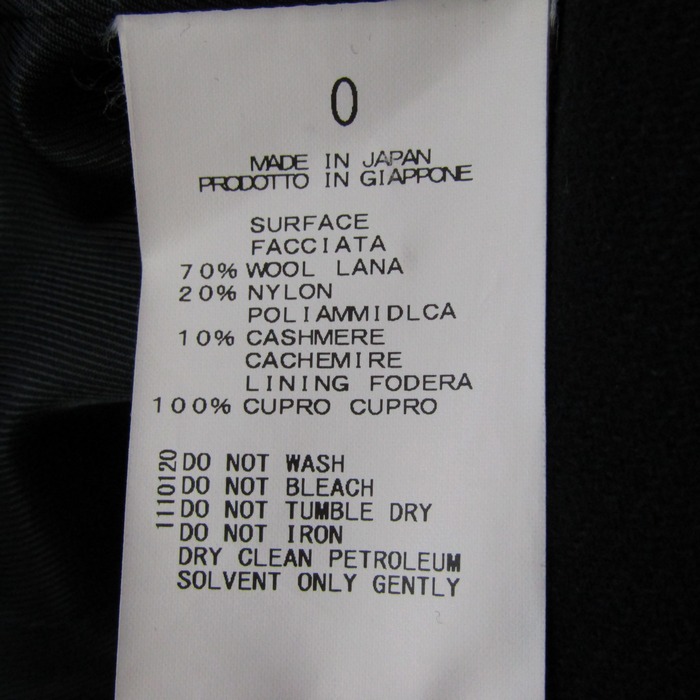 0
MADE IN JAPAN
PRODOTTO IN GIAPPONE
SURFACE
FACCIATA
70% WOOL LANA
20% NYLON
POLIAMMIDLCA
10% CASHMERE
CACHEMIRE
LINING FODERA
100% CUPRO CUPRO
1110120
DO NOT WASH
DO NOT BLEACH
DO NOT TUMBLE DRY
DO NOT IRON
DRY CLEAN PETROLEUM
SOLVENT ONLY GENTLY